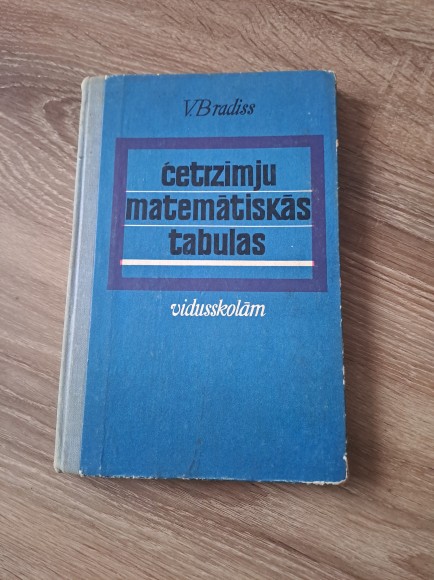 V.Bradiss
četrzīmju
matemātiskās
tabulas
vidusskolām